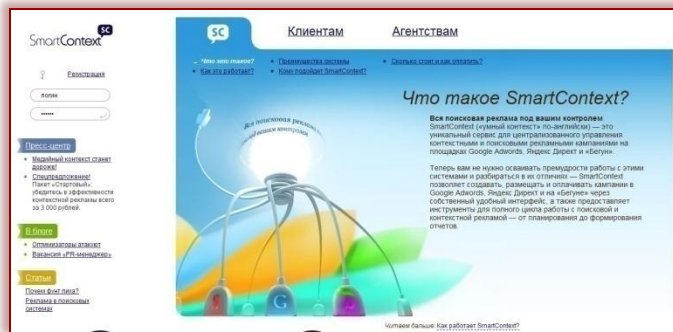 SmartContext SC
Регистрация
логин
••••••
Пресс-центр
Медийный контекст станет
дороже!
Спецпредложение!
Пакет «Стартовый»:
убедитесь в эффективности
контекстной рекламы всего
за 3 000 рублей.
В блоге
Оптимизаторы атакуют
Вакансия «PR-менеджер»
Статьи
Почем фунт лиха?
Реклама в поисковых
системах
SC
Клиентам Агентствам
Что это такое? Преимущества системы Сколько стоит и как оплатить?
Как это работает? Кому подойдет SmartContext?
Что такое SmartContext?
Вся поисковая реклама
под вашим контролем
Вся поисковая реклама под вашим контролем
SmartContext («умный контекст» по-английски) — это
уникальный сервис для централизованного управления
контекстными и поисковыми рекламными кампаниями на
площадках Google Adwords, Яндекс Директ и «Бегун».
Теперь вам не нужно осваивать премудрости работы с этими
системами и разбираться в их отличиях — SmartContext
позволяет создавать, размещать и оплачивать кампании в
Google Adwords, Яндекс Директ и на «Бегуне» через
собственный удобный интерфейс, а также предоставляет
инструменты для полного цикла работы с поисковой и
контекстной рекламой — от планирования до формирования
отчетов.
G
Читаем дальше: Как работает SmartContext?